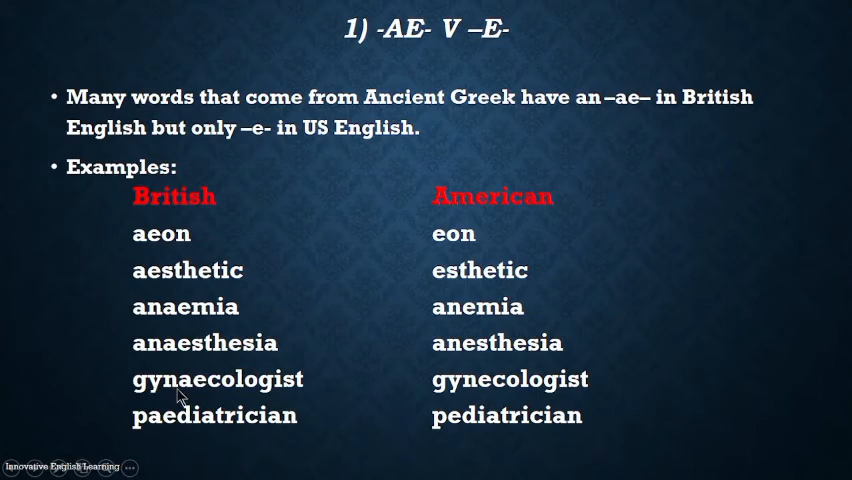 1) -AE- V –E-
• Many words that come from Ancient Greek have an –ae– in British
English but only –e- in US English.
• Examples:
British American
aeon eon
aesthetic esthetic
anaemia anemia
anaesthesia anesthesia
gynaecologist gynecologist
paediatrician pediatrician
Innovative English Learning